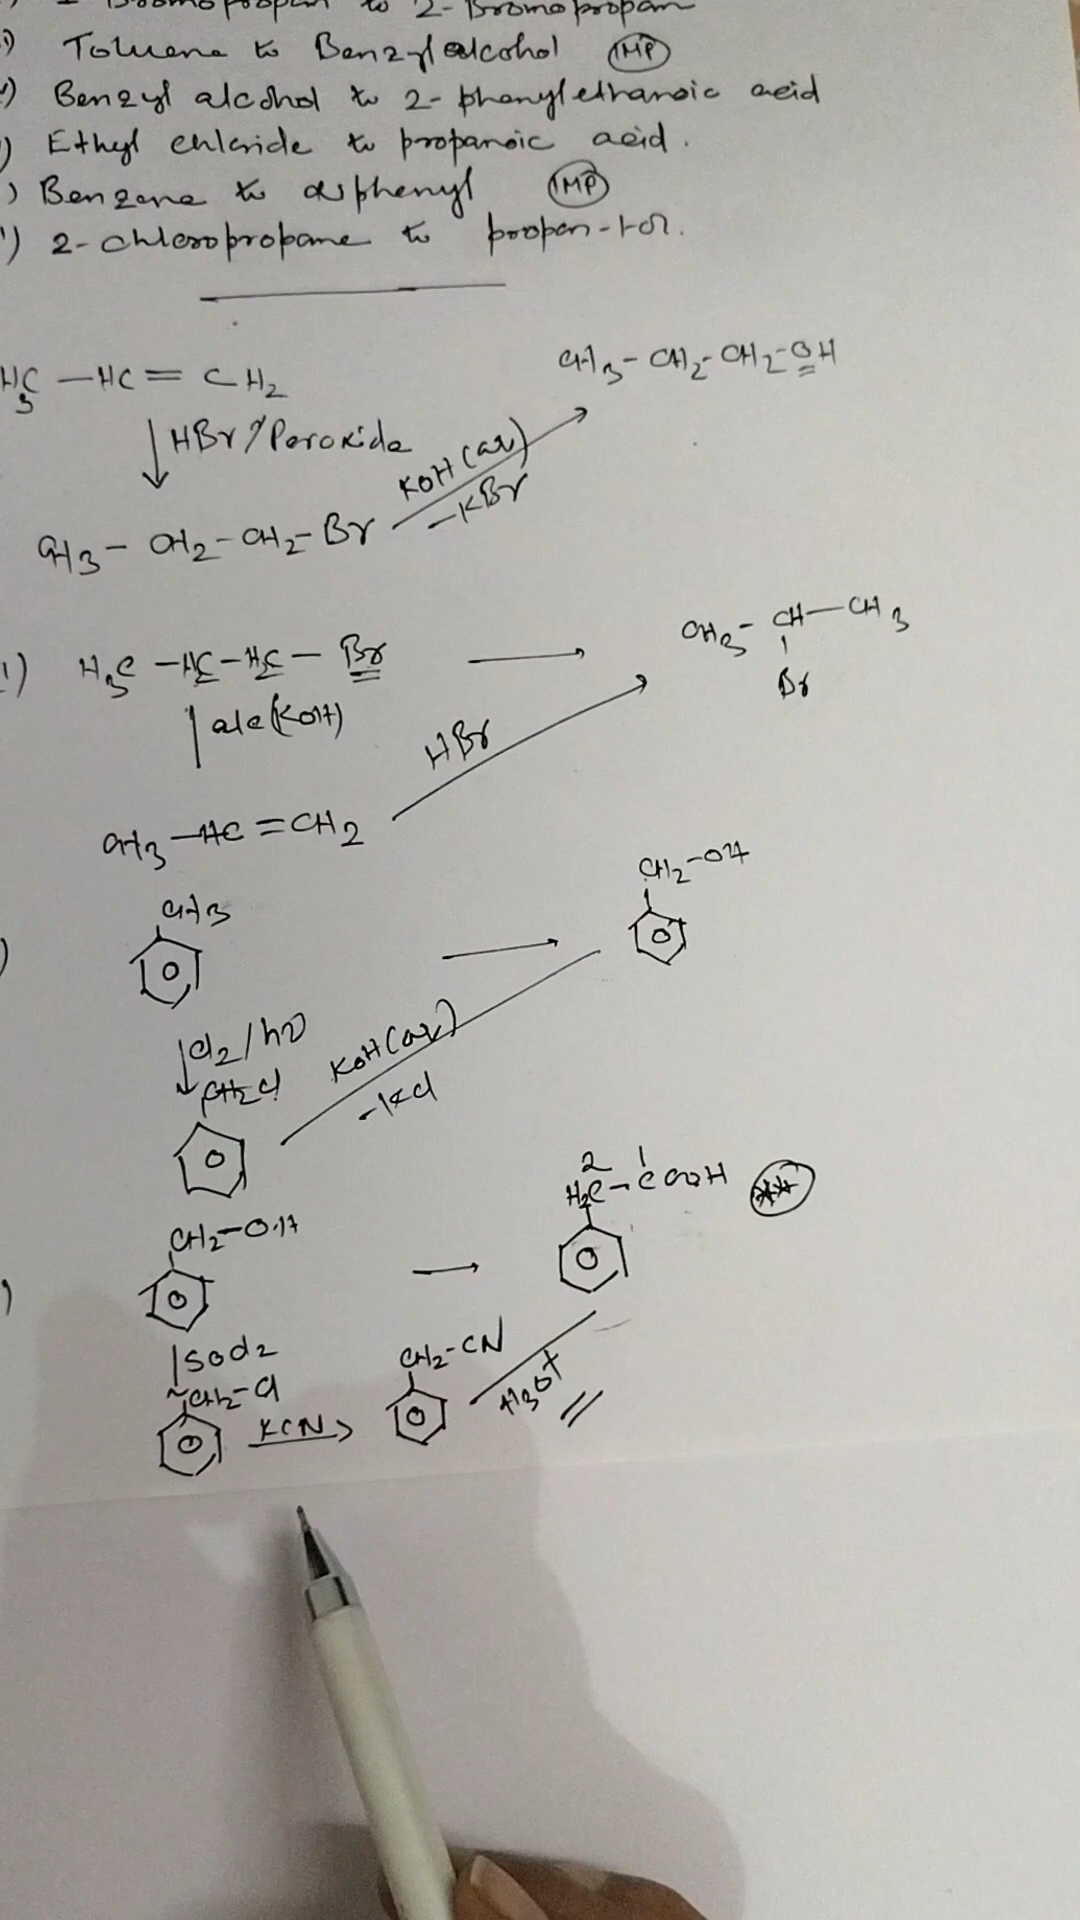 to 2-Bromopropan
Toluene to Benzyl alcohol (IMP)
Benzyl alcohol to 2-phenylethanoic acid
Ethyl chloride to propanoic acid.
Benzene to diphenyl (IMP)
2-chloropropane to propan-1-ol.
H3C — HC = CH2
CH3 - CH2 - CH2 - OH
HBr / Peroxide
KOH (aq)
-KBr
CH3 - CH2 - CH2 - Br
CH3 - CH — CH3
Br
H3C — HC - HC — Br
alc (KOH)
HBr
CH3 — HC = CH2
CH3
CH2 - OH
Cl2 / hν
KOH (aq)
-KCl
CH2Cl
2 1
H2C - COOH **
CH2 - OH
SOCl2
CH2 - CN
CH2 - Cl
KCN
H3O+